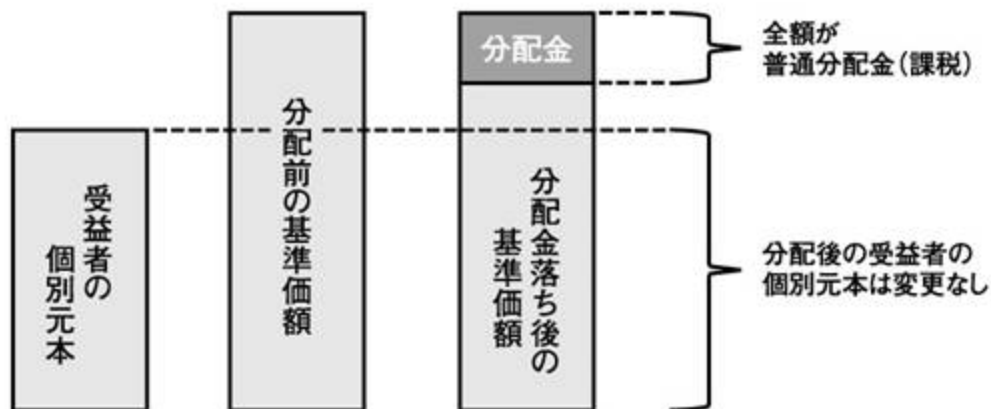 受益者の
個別元本
分配前の基準価額
分配金
分配金落ち後の
基準価額
全額が
普通分配金(課税)
分配後の受益者の
個別元本は変更なし